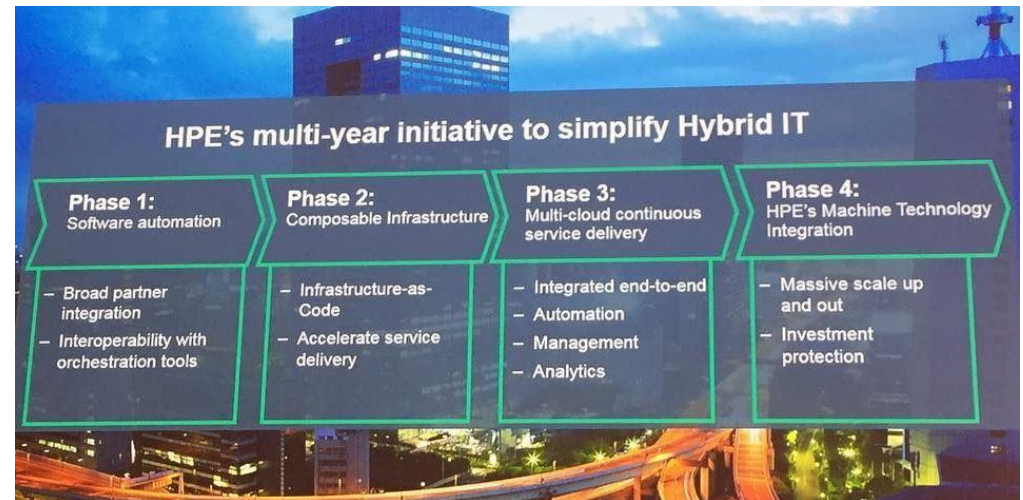 HPE's multi-year initiative to simplify Hybrid IT
Phase 1:
Software automation
– Broad partner
integration
– Interoperability with
orchestration tools
Phase 2:
Composable Infrastructure
– Infrastructure-as-
Code
– Accelerate service
delivery
Phase 3:
Multi-cloud continuous
service delivery
– Integrated end-to-end
– Automation
– Management
– Analytics
Phase 4:
HPE's Machine Technology
Integration
– Massive scale up
and out
– Investment
protection